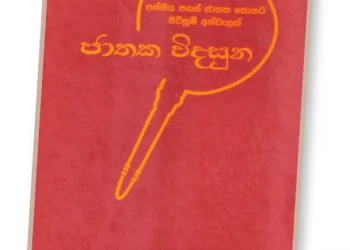 පන්සිය පනස් ජාතක පොතට
පිවිසුම් අත්වැලක්
ජාතක විදසුන